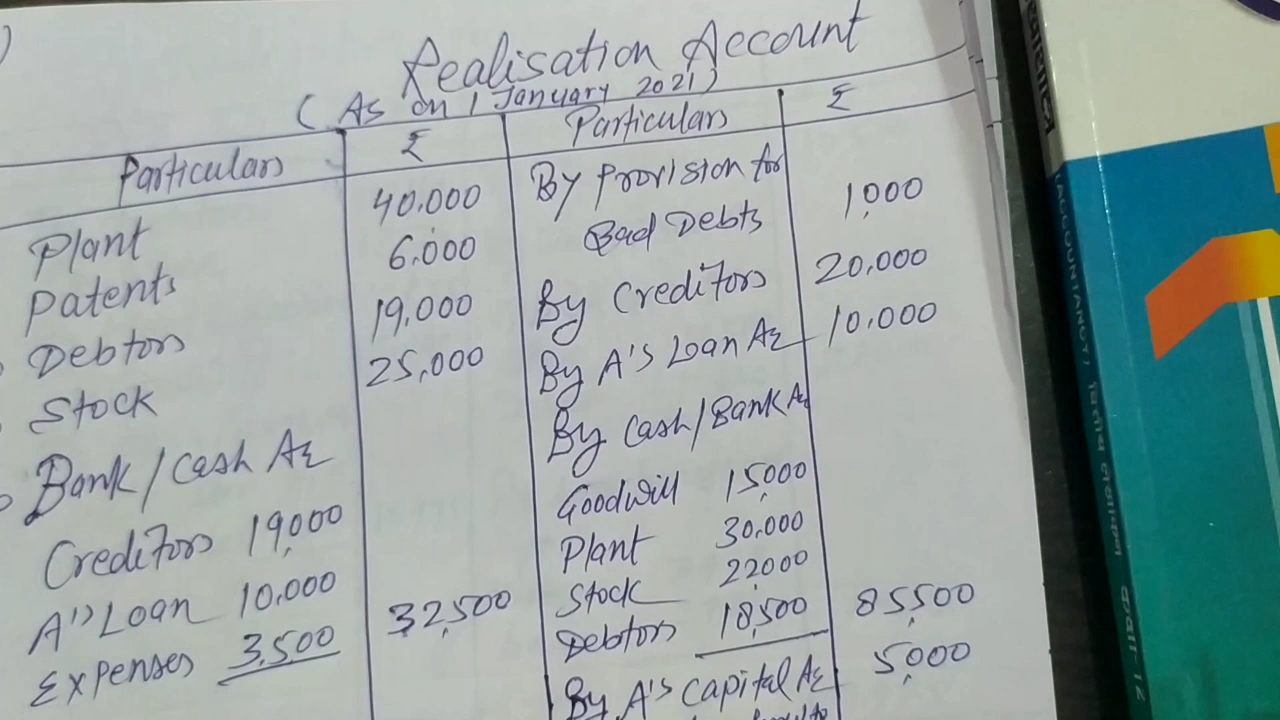 Realisation Account
(As on 1 January 2021)
Particulars ₹ Particulars ₹
Plant 40,000 By Provision for
Bad Debts 1,000
Patents 6,000 By Creditors 20,000
Debtors 19,000 By A's Loan A/c 10,000
Stock 25,000 By Cash/Bank A/c
Bank/Cash A/c Goodwill 15,000
Creditors 19,000 Plant 30,000
A's Loan 10,000 Stock 22,000
Expenses 3,500 32,500 Debtors 18,500 85,500
By A's Capital A/c 5,000
ACCOUNTANCY